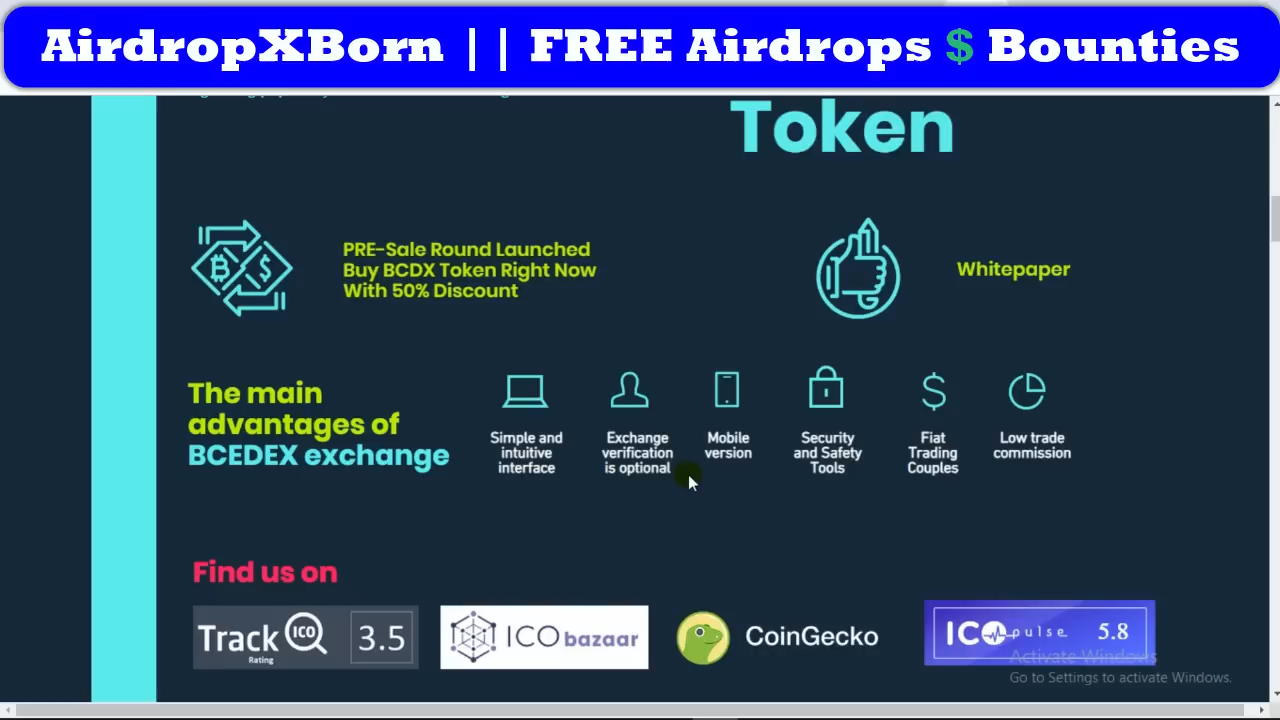 AirdropXBorn || FREE Airdrops $ Bounties
Token
PRE-Sale Round Launched
Buy BCDX Token Right Now
With 50% Discount
Whitepaper
The main
advantages of
BCEDEX exchange
Simple and
intuitive
interface
Exchange
verification
is optional
Mobile
version
Security
and Safety
Tools
Fiat
Trading
Couples
Low trade
commission
Find us on
Track ICO
Rating
3.5
ICO bazaar
CoinGecko
ICO pulse 5.8
Activate Windows
Go to Settings to activate Windows.